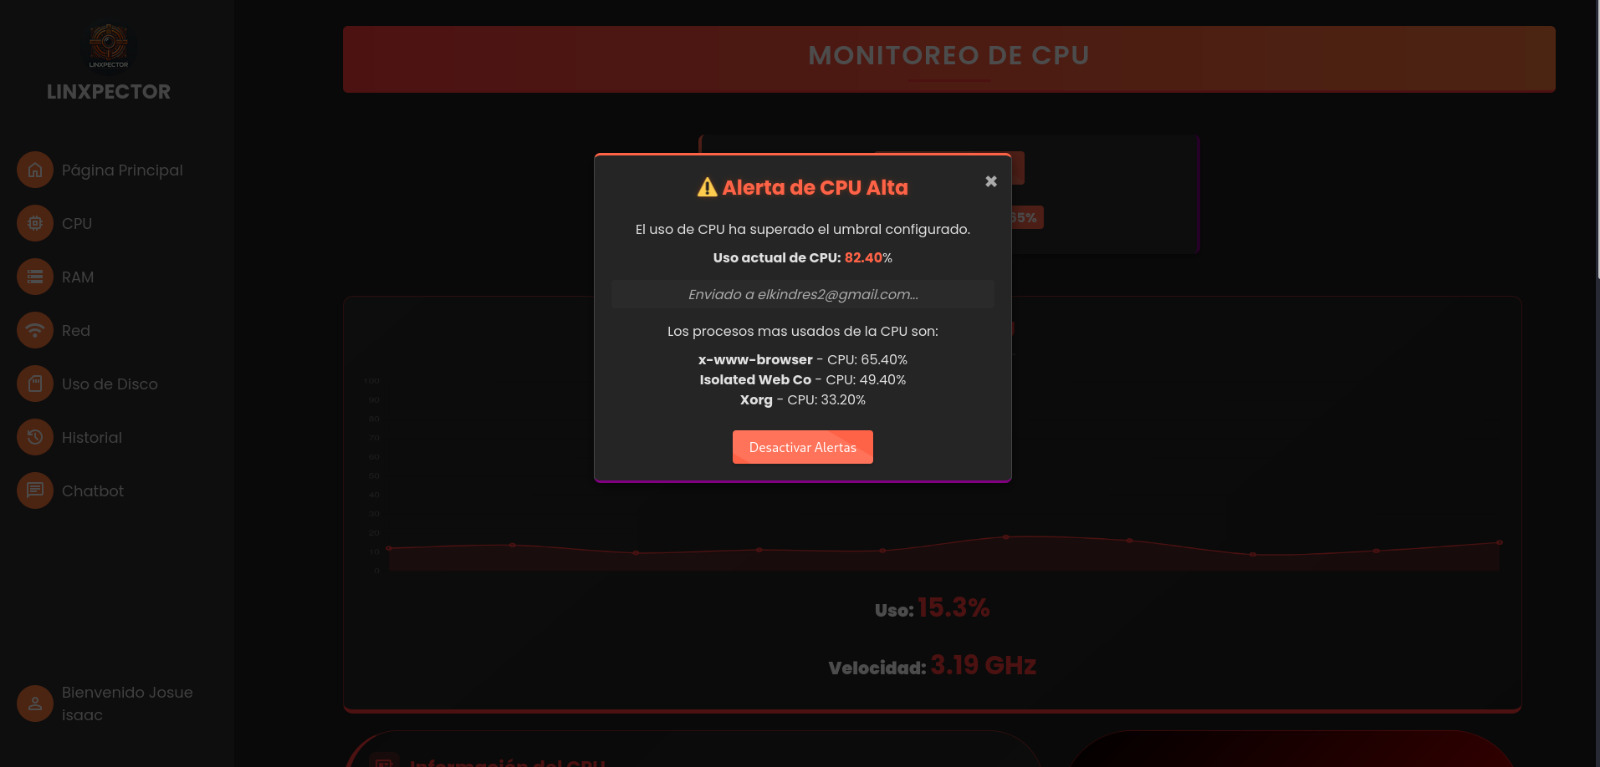 LINXPECTOR
LINXPECTOR
Página Principal
CPU
RAM
Red
Uso de Disco
Historial
Chatbot
Bienvenido Josue
isaac
MONITOREO DE CPU
65%
⚠️ Alerta de CPU Alta
✖
El uso de CPU ha superado el umbral configurado.
Uso actual de CPU: 82.40%
Enviado a elkindres2@gmail.com...
Los procesos mas usados de la CPU son:
x-www-browser - CPU: 65.40%
Isolated Web Co - CPU: 49.40%
Xorg - CPU: 33.20%
Desactivar Alertas
100
90
80
70
60
50
40
30
20
10
0
Uso: 15.3%
Velocidad: 3.19 GHz
Información del CPU